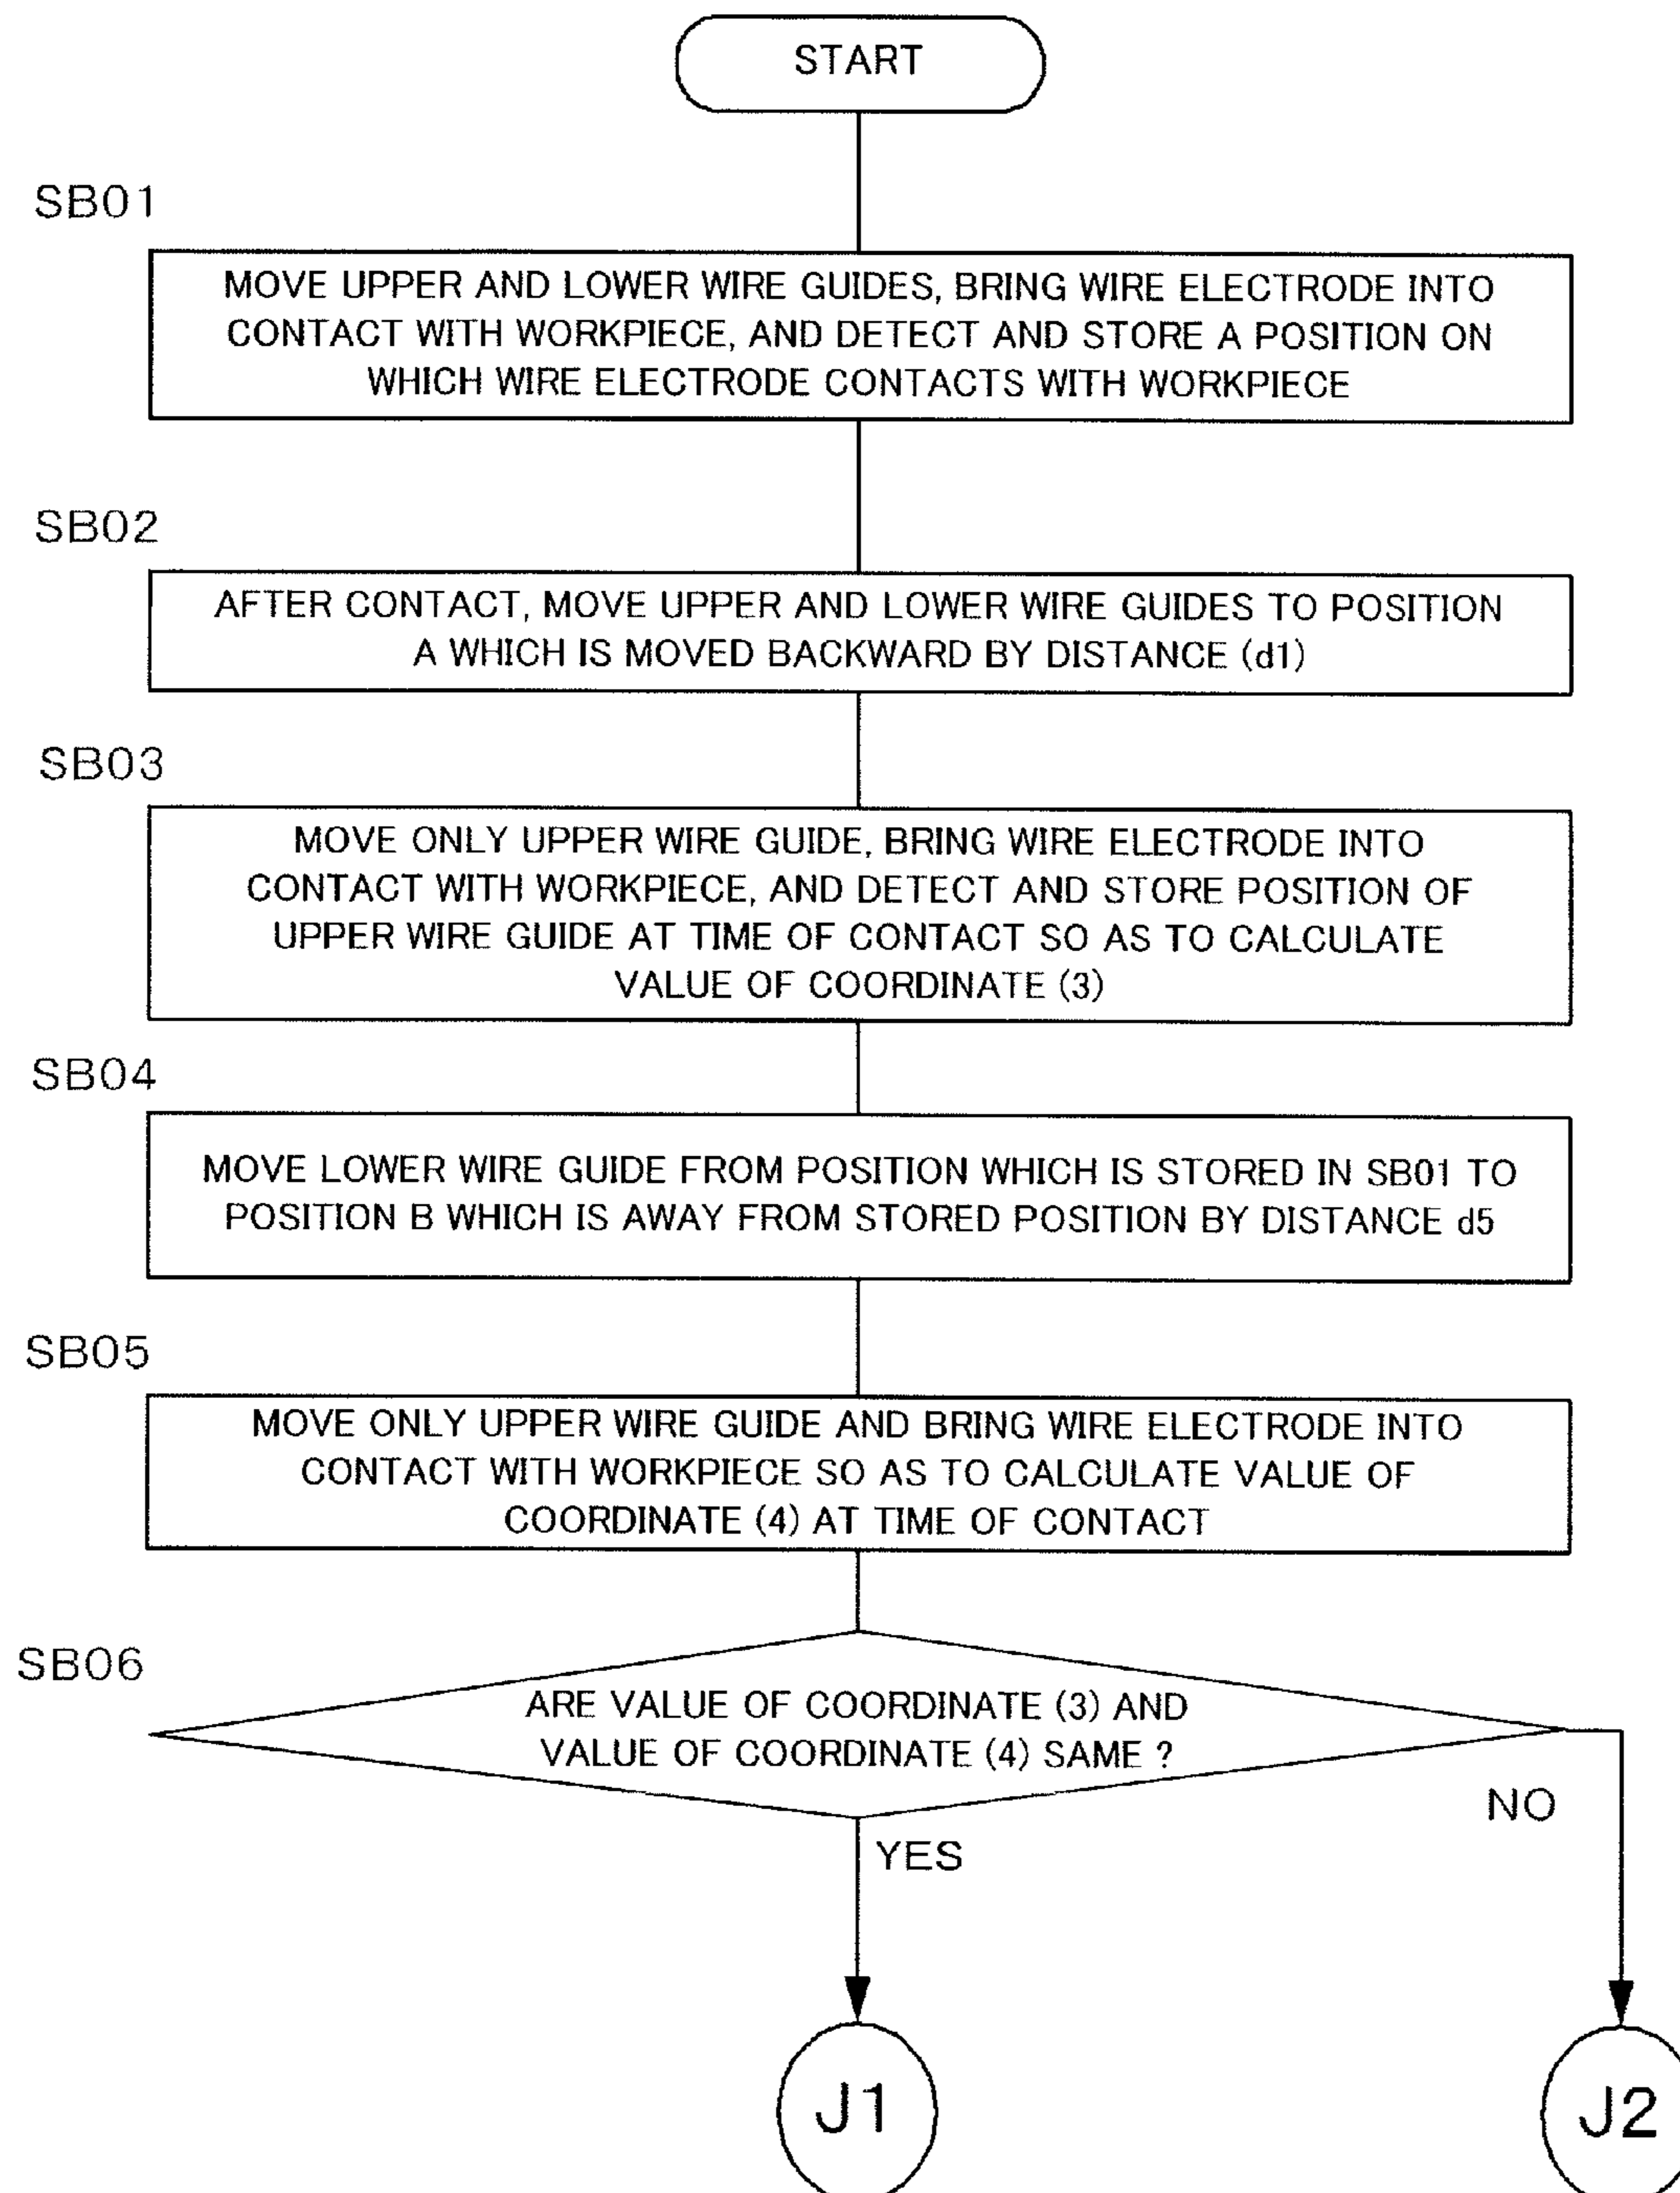 START
SB01
MOVE UPPER AND LOWER WIRE GUIDES, BRING WIRE ELECTRODE INTO
CONTACT WITH WORKPIECE, AND DETECT AND STORE A POSITION ON
WHICH WIRE ELECTRODE CONTACTS WITH WORKPIECE
SB02
AFTER CONTACT, MOVE UPPER AND LOWER WIRE GUIDES TO POSITION
A WHICH IS MOVED BACKWARD BY DISTANCE (d1)
SB03
MOVE ONLY UPPER WIRE GUIDE, BRING WIRE ELECTRODE INTO
CONTACT WITH WORKPIECE, AND DETECT AND STORE POSITION OF
UPPER WIRE GUIDE AT TIME OF CONTACT SO AS TO CALCULATE
VALUE OF COORDINATE (3)
SB04
MOVE LOWER WIRE GUIDE FROM POSITION WHICH IS STORED IN SB01 TO
POSITION B WHICH IS AWAY FROM STORED POSITION BY DISTANCE d5
SB05
MOVE ONLY UPPER WIRE GUIDE AND BRING WIRE ELECTRODE INTO
CONTACT WITH WORKPIECE SO AS TO CALCULATE VALUE OF
COORDINATE (4) AT TIME OF CONTACT
SB06
ARE VALUE OF COORDINATE (3) AND
VALUE OF COORDINATE (4) SAME ?
NO
YES
J1
J2